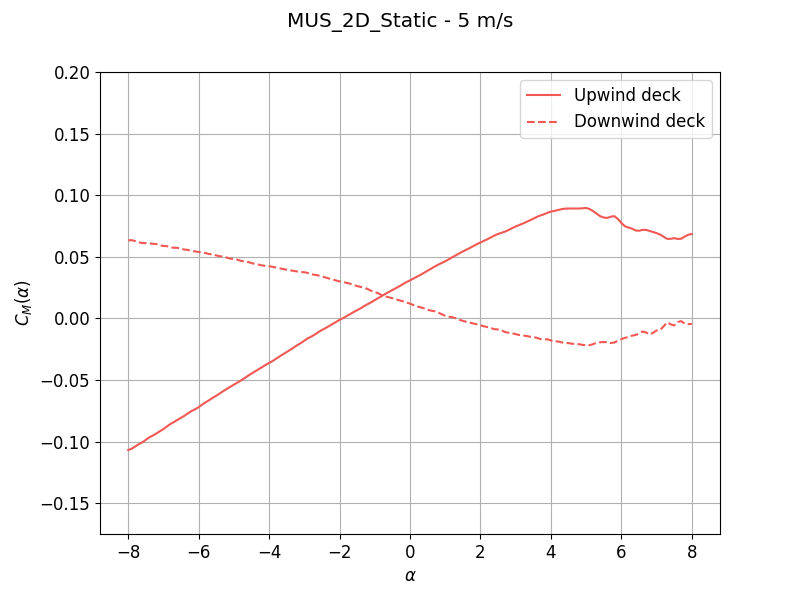 MUS_2D_Static - 5 m/s
Upwind deck
Downwind deck
0.20
0.15
0.10
0.05
0.00
−0.05
−0.10
−0.15
C_M(α)
−8 −6 −4 −2 0 2 4 6 8
α